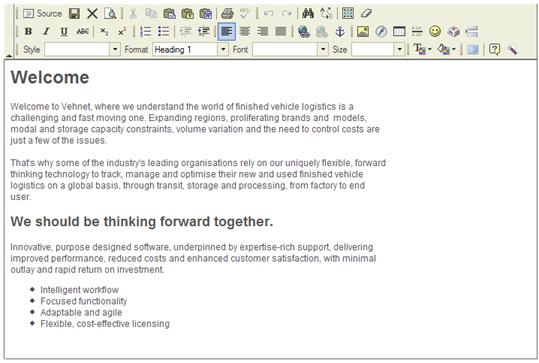 Source
B I U ABC x₂ x²
Style Format Heading 1 Font Size
Welcome
Welcome to Vehnet, where we understand the world of finished vehicle logistics is a
challenging and fast moving one. Expanding regions, proliferating brands and models,
modal and storage capacity constraints, volume variation and the need to control costs are
just a few of the issues.
That's why some of the industry's leading organisations rely on our uniquely flexible, forward
thinking technology to track, manage and optimise their new and used finished vehicle
logistics on a global basis, through transit, storage and processing, from factory to end
user.
We should be thinking forward together.
Innovative, purpose designed software, underpinned by expertise-rich support, delivering
improved performance, reduced costs and enhanced customer satisfaction, with minimal
outlay and rapid return on investment.
Intelligent workflow
Focused functionality
Adaptable and agile
Flexible, cost-effective licensing